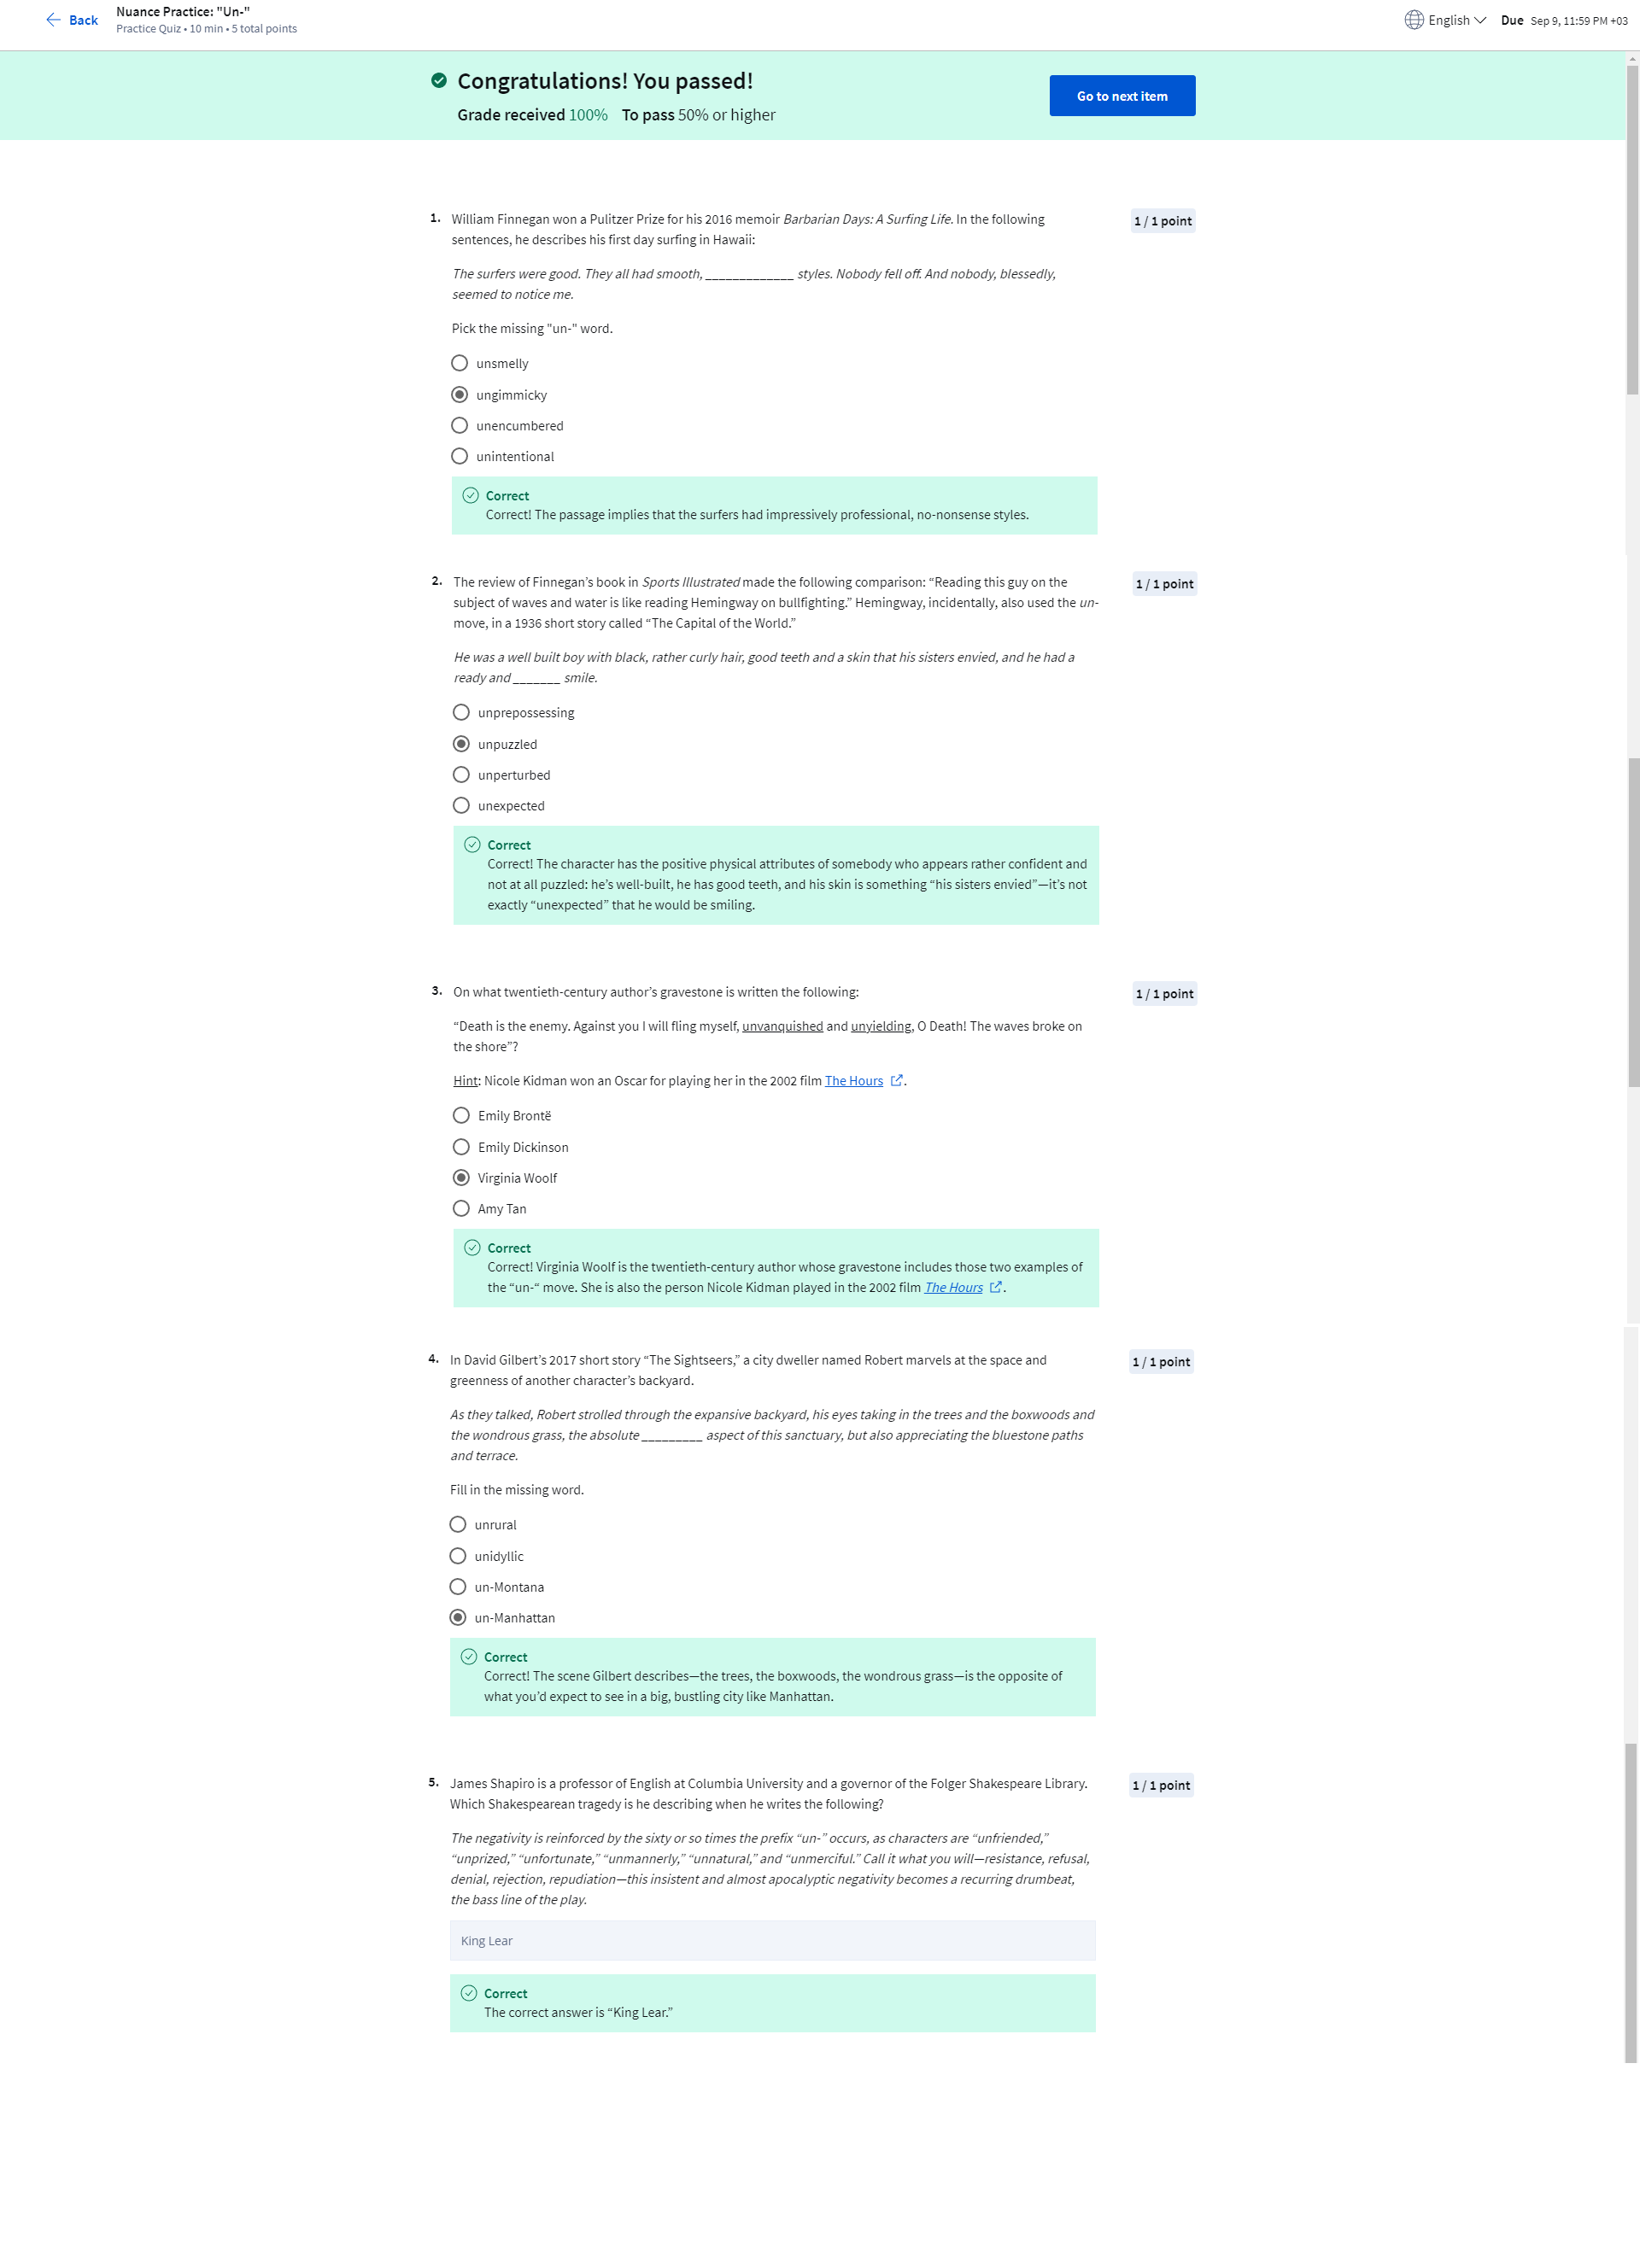 Back
Nuance Practice: "Un-"
Practice Quiz • 10 min • 5 total points
English
Due Sep 9, 11:59 PM +03
Congratulations! You passed!
Grade received 100% To pass 50% or higher
Go to next item
1. William Finnegan won a Pulitzer Prize for his 2016 memoir Barbarian Days: A Surfing Life. In the following
sentences, he describes his first day surfing in Hawaii:
1 / 1 point
The surfers were good. They all had smooth, _____________ styles. Nobody fell off. And nobody, blessedly,
seemed to notice me.
Pick the missing "un-" word.
unsmelly
ungimmicky
unencumbered
unintentional
Correct
Correct! The passage implies that the surfers had impressively professional, no-nonsense styles.
2. The review of Finnegan’s book in Sports Illustrated made the following comparison: “Reading this guy on the
subject of waves and water is like reading Hemingway on bullfighting.” Hemingway, incidentally, also used the un-
move, in a 1936 short story called “The Capital of the World.”
1 / 1 point
He was a well built boy with black, rather curly hair, good teeth and a skin that his sisters envied, and he had a
ready and _______ smile.
unprepossessing
unpuzzled
unperturbed
unexpected
Correct
Correct! The character has the positive physical attributes of somebody who appears rather confident and
not at all puzzled: he’s well-built, he has good teeth, and his skin is something “his sisters envied”—it’s not
exactly “unexpected” that he would be smiling.
3. On what twentieth-century author’s gravestone is written the following:
1 / 1 point
“Death is the enemy. Against you I will fling myself, unvanquished and unyielding, O Death! The waves broke on
the shore”?
Hint: Nicole Kidman won an Oscar for playing her in the 2002 film The Hours.
Emily Brontë
Emily Dickinson
Virginia Woolf
Amy Tan
Correct
Correct! Virginia Woolf is the twentieth-century author whose gravestone includes those two examples of
the “un-“ move. She is also the person Nicole Kidman played in the 2002 film The Hours.
4. In David Gilbert’s 2017 short story “The Sightseers,” a city dweller named Robert marvels at the space and
greenness of another character’s backyard.
1 / 1 point
As they talked, Robert strolled through the expansive backyard, his eyes taking in the trees and the boxwoods and
the wondrous grass, the absolute _________ aspect of this sanctuary, but also appreciating the bluestone paths
and terrace.
Fill in the missing word.
unrural
unidyllic
un-Montana
un-Manhattan
Correct
Correct! The scene Gilbert describes—the trees, the boxwoods, the wondrous grass—is the opposite of
what you’d expect to see in a big, bustling city like Manhattan.
5. James Shapiro is a professor of English at Columbia University and a governor of the Folger Shakespeare Library.
Which Shakespearean tragedy is he describing when he writes the following?
1 / 1 point
The negativity is reinforced by the sixty or so times the prefix “un-” occurs, as characters are “unfriended,”
“unprized,” “unfortunate,” “unmannerly,” “unnatural,” and “unmerciful.” Call it what you will—resistance, refusal,
denial, rejection, repudiation—this insistent and almost apocalyptic negativity becomes a recurring drumbeat,
the bass line of the play.
King Lear
Correct
The correct answer is “King Lear.”